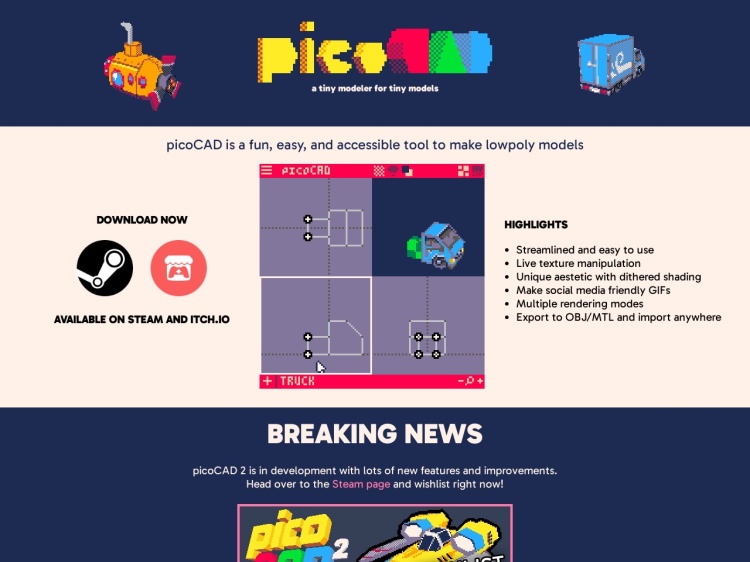 picoCAD
a tiny modeler for tiny models
picoCAD is a fun, easy, and accessible tool to make lowpoly models
DOWNLOAD NOW
AVAILABLE ON STEAM AND ITCH.IO
PICOCAD
TRUCK
HIGHLIGHTS
• Streamlined and easy to use
• Live texture manipulation
• Unique aestetic with dithered shading
• Make social media friendly GIFs
• Multiple rendering modes
• Export to OBJ/MTL and import anywhere
BREAKING NEWS
picoCAD 2 is in development with lots of new features and improvements.
Head over to the Steam page and wishlist right now!
PICO
CAD 2